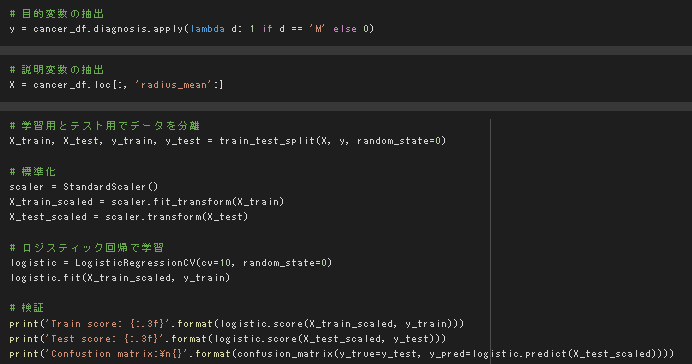 # 目的変数の抽出
y = cancer_df.diagnosis.apply(lambda d: 1 if d == 'M' else 0)
# 説明変数の抽出
X = cancer_df.loc[:, 'radius_mean':]
# 学習用とテスト用でデータを分離
X_train, X_test, y_train, y_test = train_test_split(X, y, random_state=0)
# 標準化
scaler = StandardScaler()
X_train_scaled = scaler.fit_transform(X_train)
X_test_scaled = scaler.transform(X_test)
# ロジスティック回帰で学習
logistic = LogisticRegressionCV(cv=10, random_state=0)
logistic.fit(X_train_scaled, y_train)
# 検証
print('Train score: {:.3f}'.format(logistic.score(X_train_scaled, y_train)))
print('Test score: {:.3f}'.format(logistic.score(X_test_scaled, y_test)))
print('Confustion matrix:¥n{}'.format(confusion_matrix(y_true=y_test, y_pred=logistic.predict(X_test_scaled))))